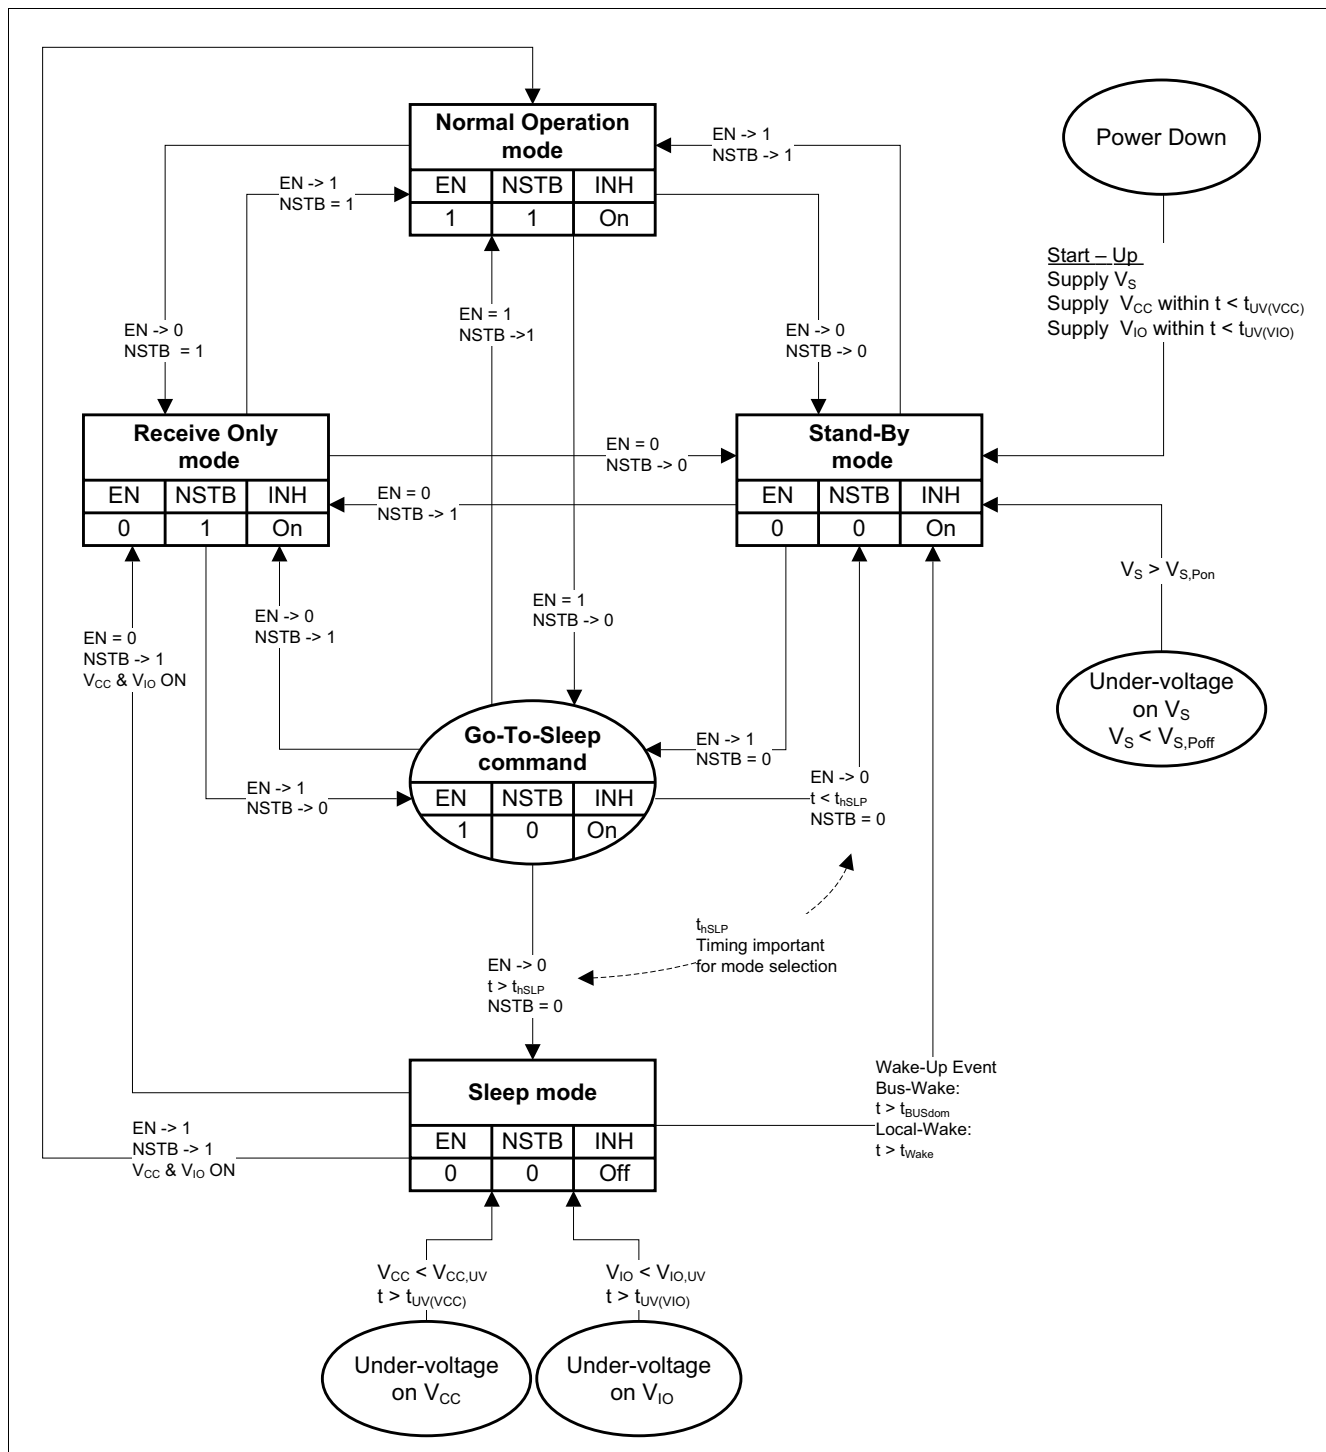 Normal Operation
mode
EN NSTB INH
1 1 On
EN -> 1
NSTB -> 1
Power Down
EN -> 1
NSTB = 1
Start – Up
Supply VS
Supply VCC within t < tUV(VCC)
Supply VIO within t < tUV(VIO)
EN -> 0
NSTB = 1
EN = 1
NSTB ->1
EN -> 0
NSTB -> 0
Receive Only
mode
EN NSTB INH
0 1 On
EN = 0
NSTB -> 0
EN = 0
NSTB -> 1
Stand-By
mode
EN NSTB INH
0 0 On
VS > VS,Pon
EN = 0
NSTB -> 1
VCC & VIO ON
EN -> 0
NSTB -> 1
EN = 1
NSTB -> 0
Under-voltage
on VS
VS < VS,Poff
Go-To-Sleep
command
EN NSTB INH
1 0 On
EN -> 1
NSTB = 0
EN -> 1
NSTB -> 0
EN -> 0
t < thSLP
NSTB = 0
thSLP
Timing important
for mode selection
EN -> 0
t > thSLP
NSTB = 0
Sleep mode
EN NSTB INH
0 0 Off
Wake-Up Event
Bus-Wake:
t > tBUSdom
Local-Wake:
t > tWake
EN -> 1
NSTB -> 1
VCC & VIO ON
VCC < VCC,UV
t > tUV(VCC)
VIO < VIO,UV
t > tUV(VIO)
Under-voltage
on VCC
Under-voltage
on VIO